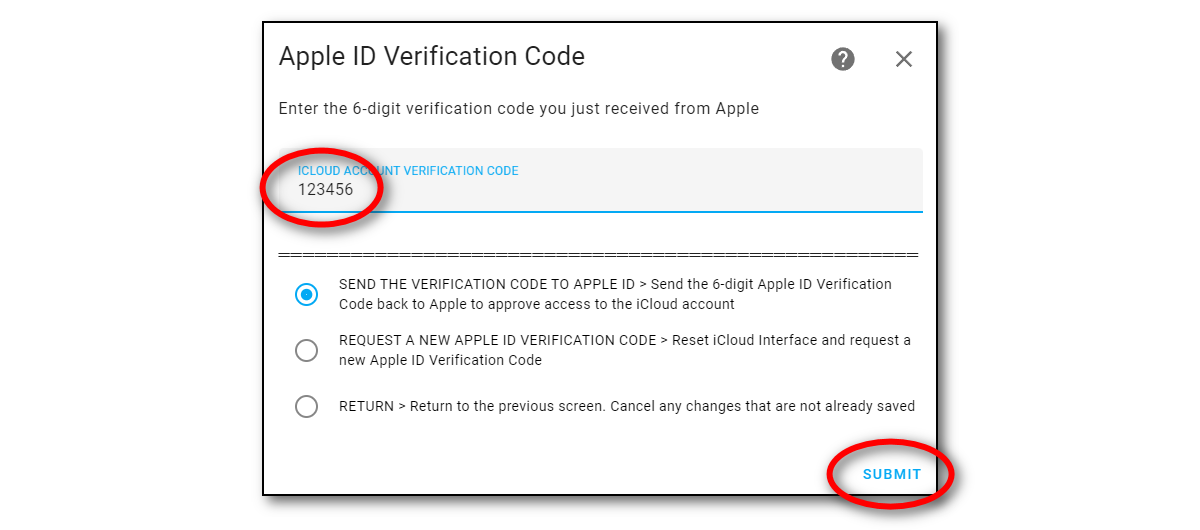 Apple ID Verification Code
Enter the 6-digit verification code you just received from Apple
ICLOUD ACCOUNT VERIFICATION CODE
123456
=====================================================
SEND THE VERIFICATION CODE TO APPLE ID > Send the 6-digit Apple ID Verification
Code back to Apple to approve access to the iCloud account
REQUEST A NEW APPLE ID VERIFICATION CODE > Reset iCloud Interface and request a
new Apple ID Verification Code
RETURN > Return to the previous screen. Cancel any changes that are not already saved
SUBMIT